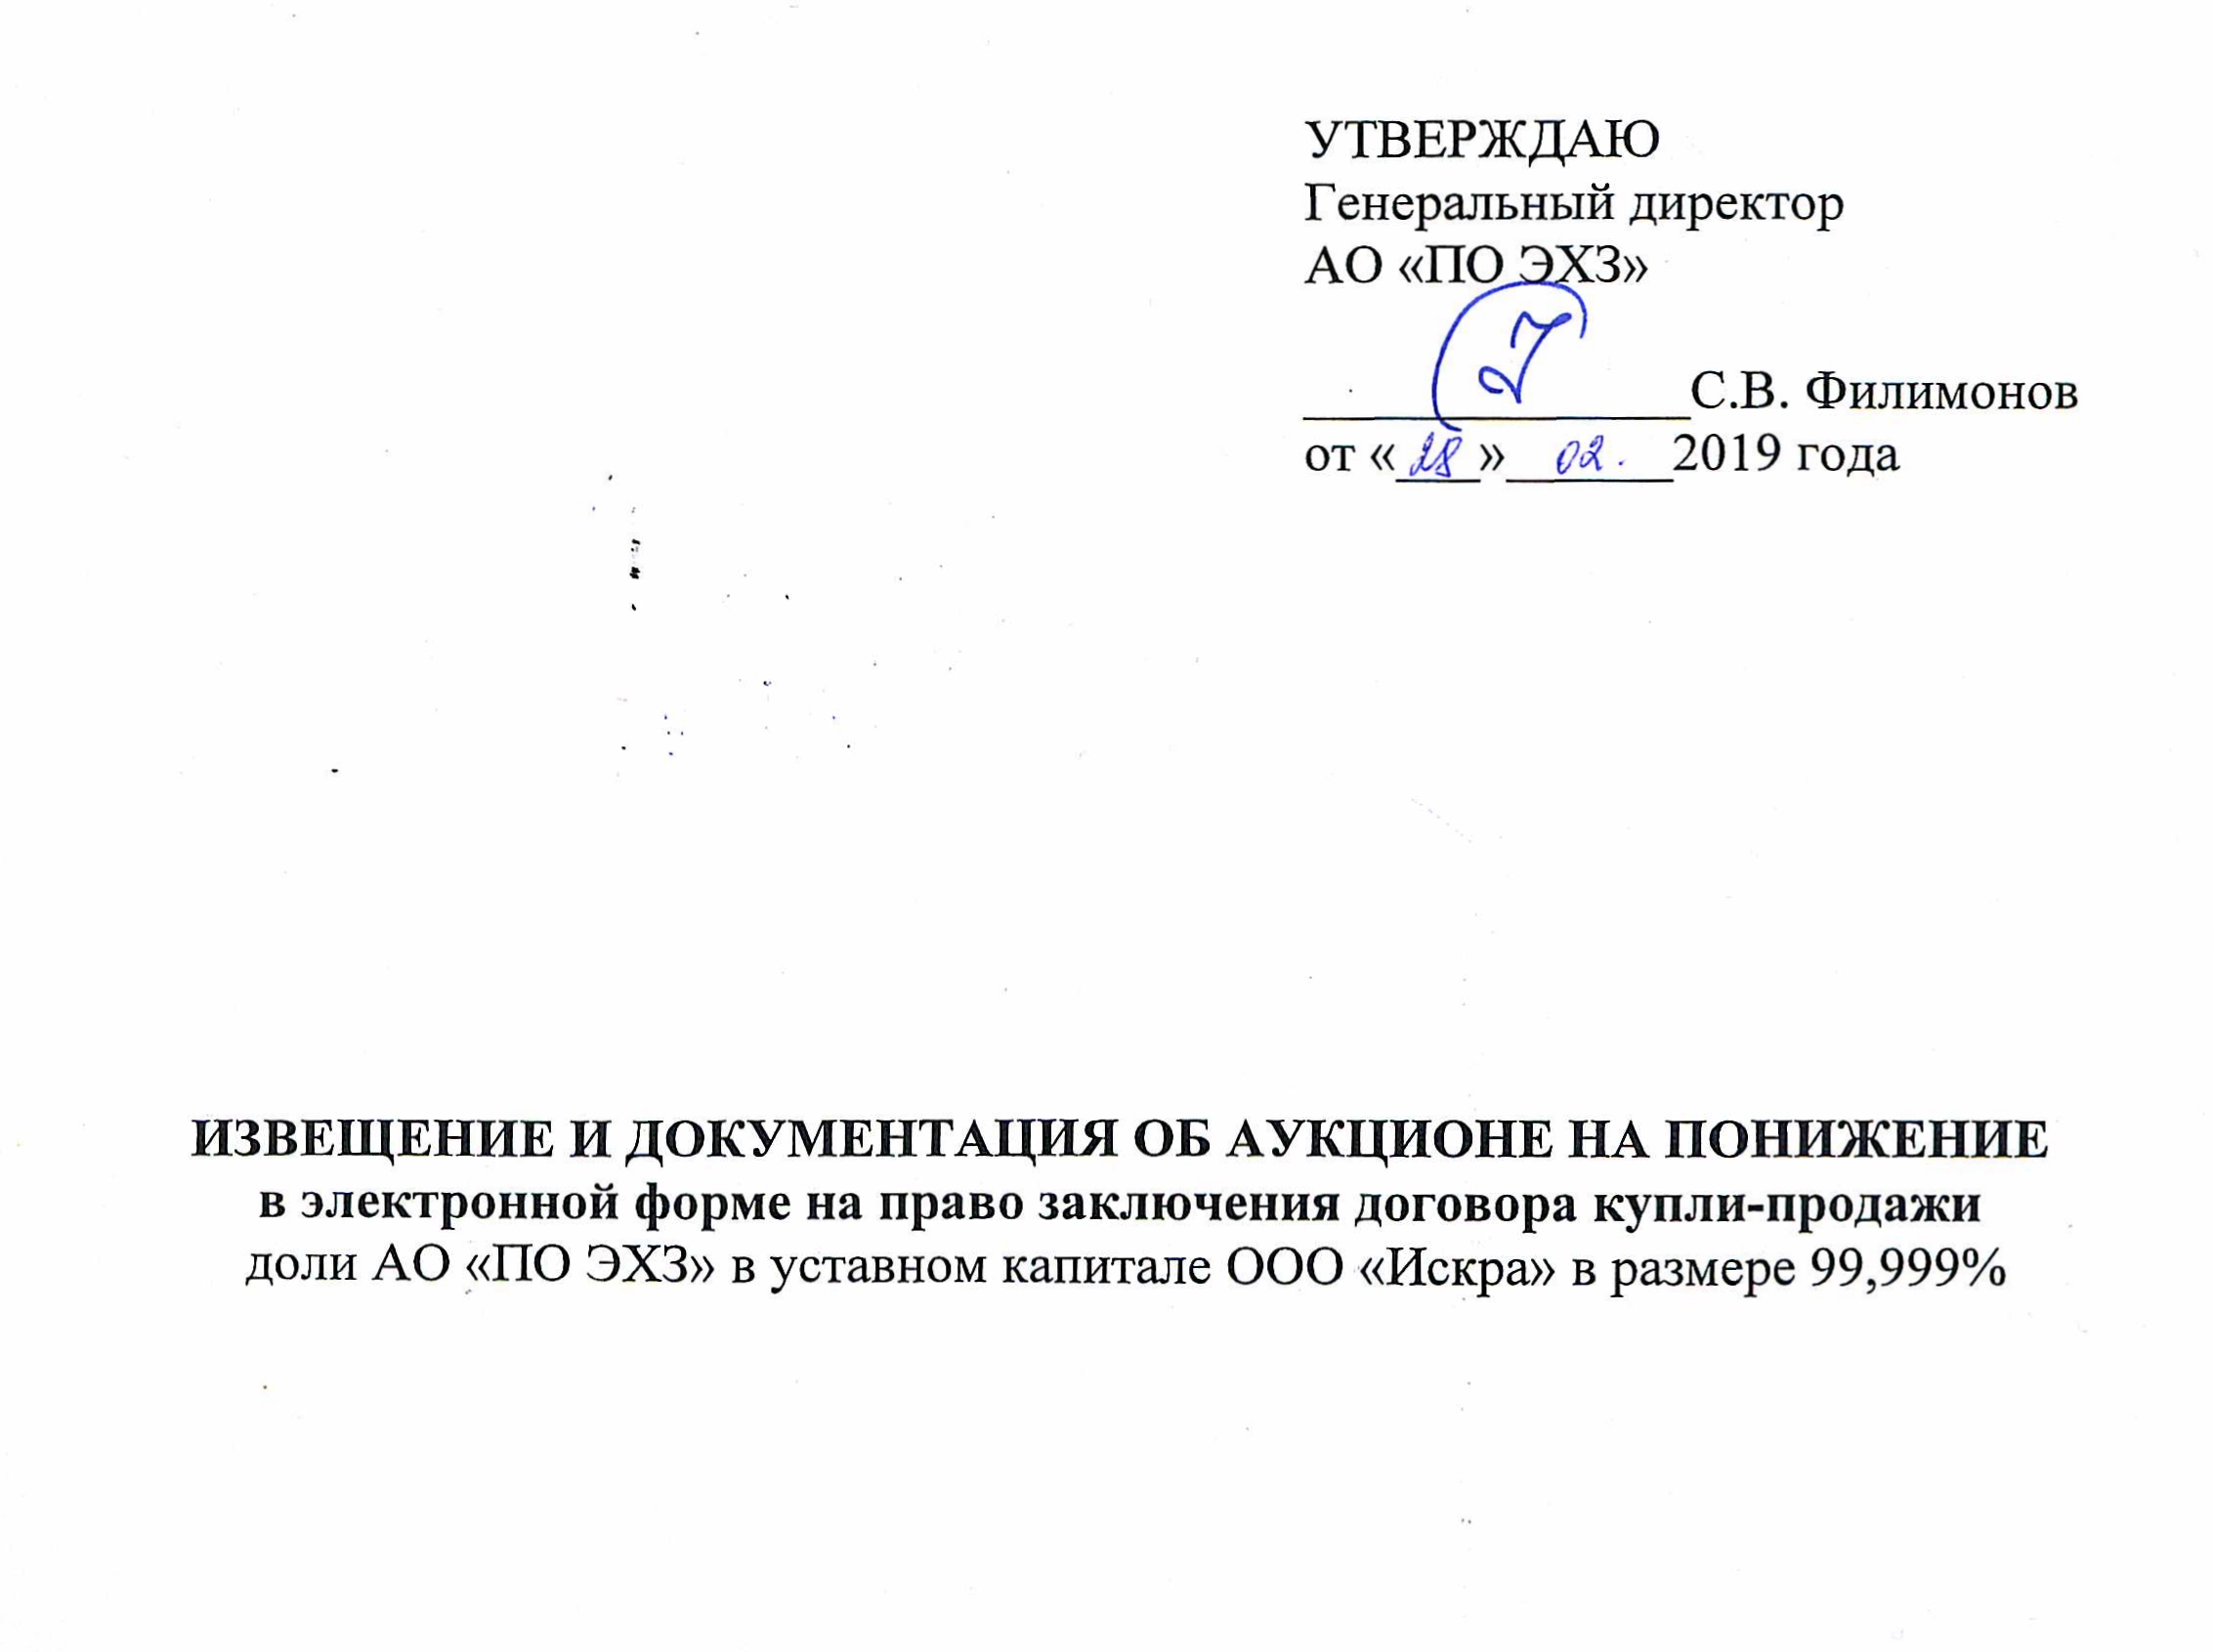 УТВЕРЖДАЮ
Генеральный директор
АО «ПО ЭХЗ»
С.В. Филимонов
от «28» 02. 2019 года
ИЗВЕЩЕНИЕ И ДОКУМЕНТАЦИЯ ОБ АУКЦИОНЕ НА ПОНИЖЕНИЕ
в электронной форме на право заключения договора купли-продажи
доли АО «ПО ЭХЗ» в уставном капитале ООО «Искра» в размере 99,999%